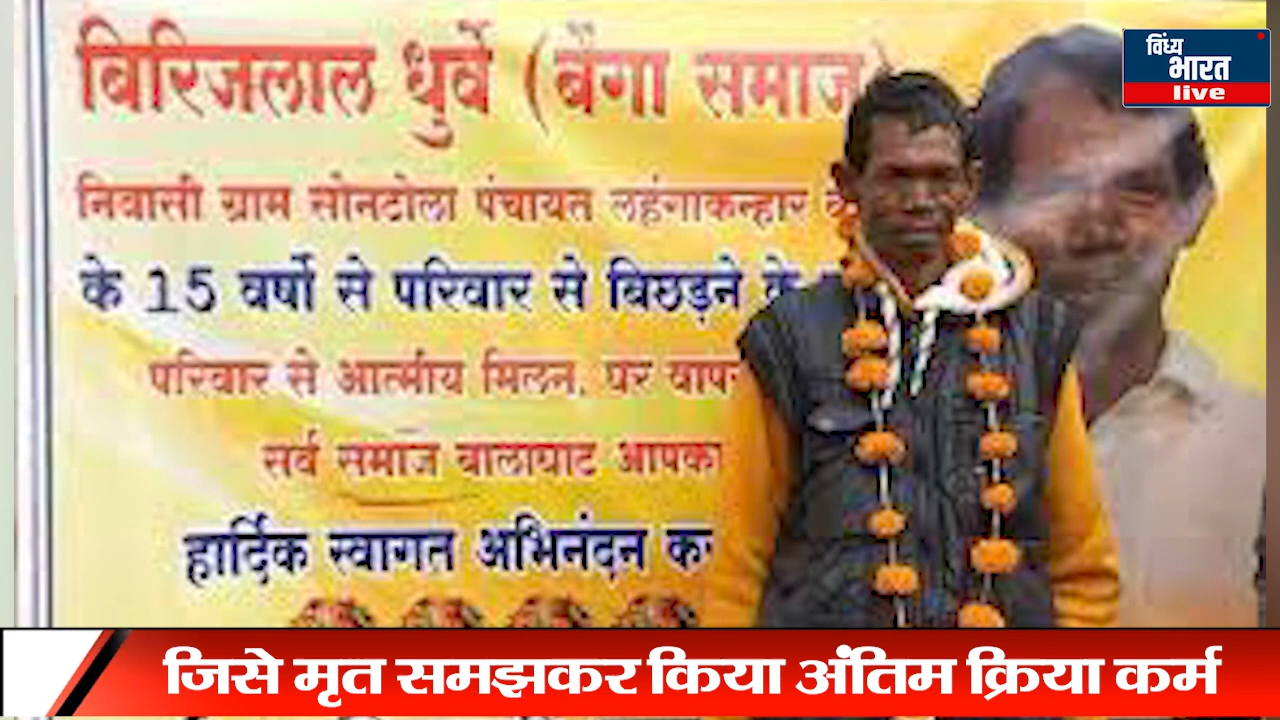 बिरिजलाल धुर्वे (बैगा समाज)
निवासी ग्राम सोनटोला पंचायत लहंगाकन्हार
के 15 वर्षो से परिवार से बिछड़ने के
परिवार से आत्मीय मिलन, घर
सर्व समाज बालाघाट आपका
हार्दिक स्वागत अभिनंदन
विंध्य
भारत
live
जिसे मृत समझकर किया अंतिम क्रिया कर्म